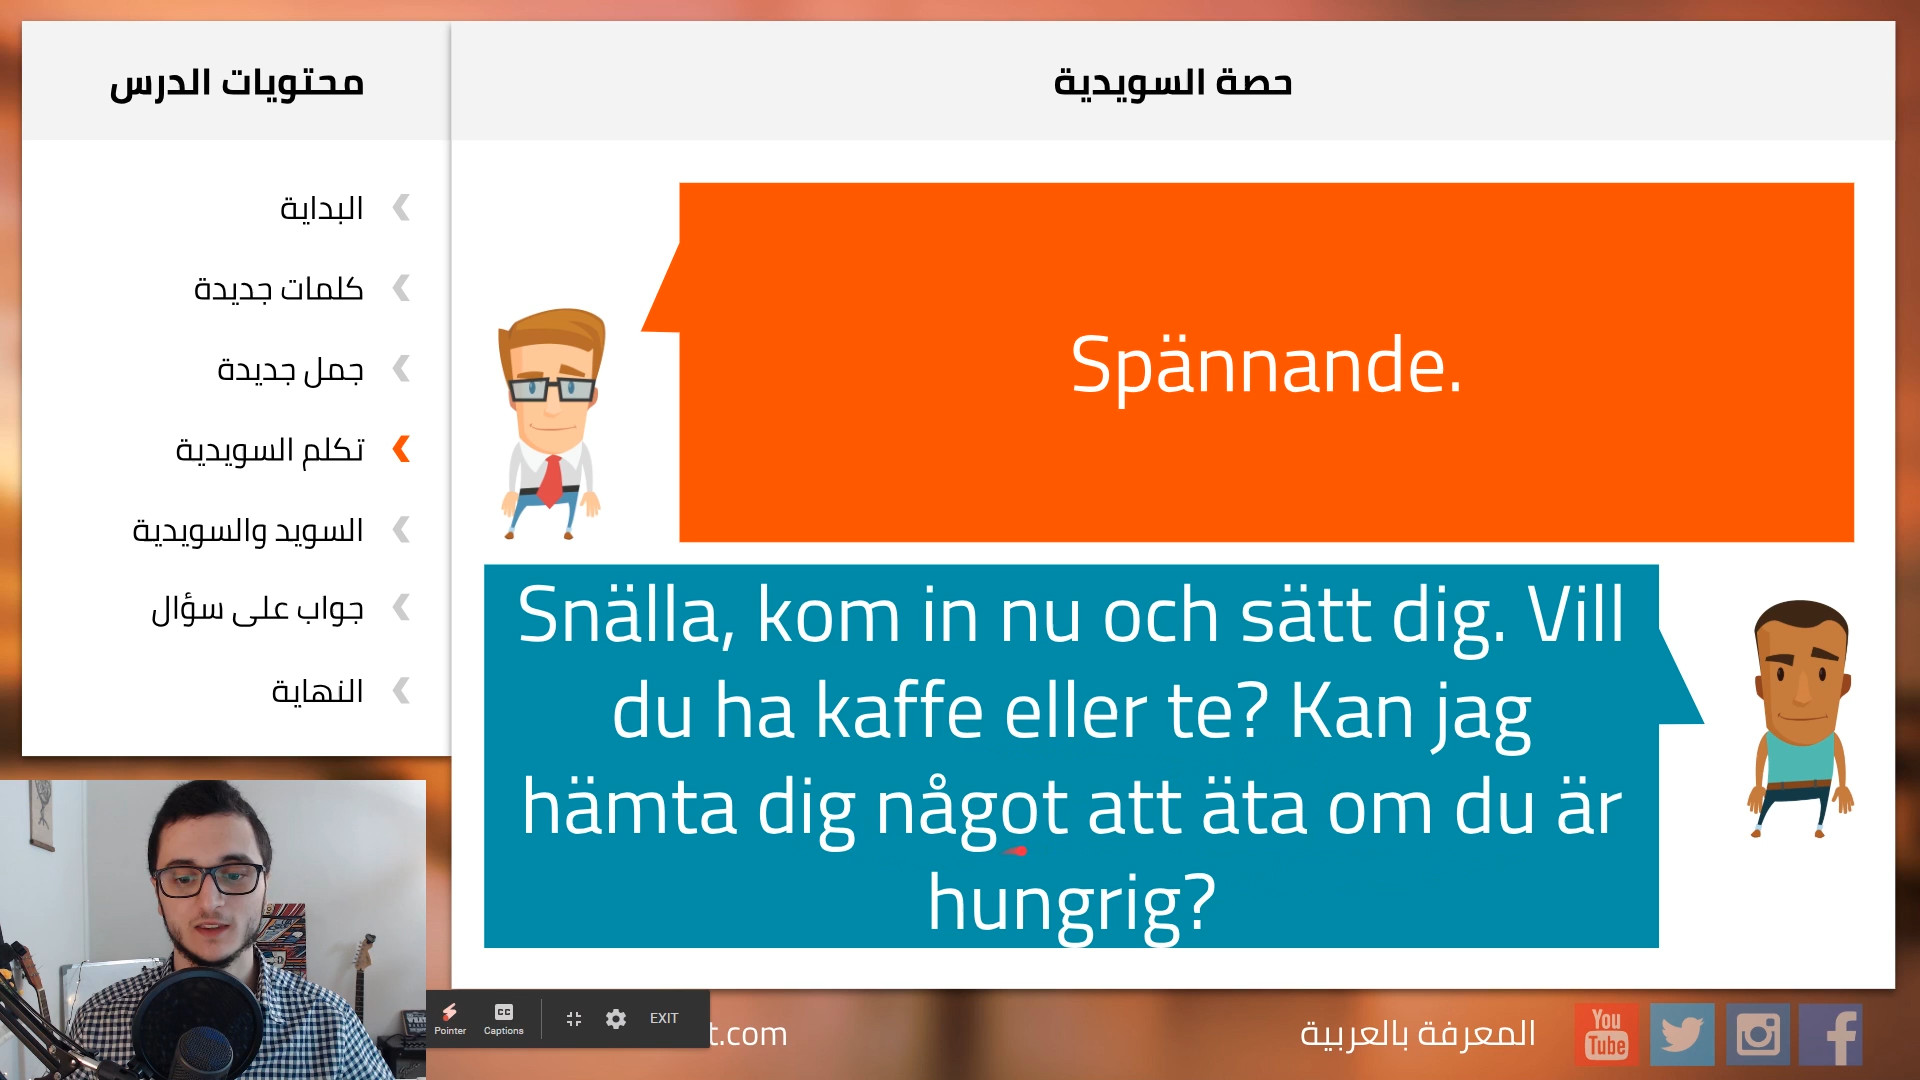 محتويات الدرس
حصة السويدية
البداية
كلمات جديدة
جمل جديدة
تكلم السويدية
السويد والسويدية
جواب على سؤال
النهاية
Spännande.
Snälla, kom in nu och sätt dig. Vill
du ha kaffe eller te? Kan jag
hämta dig något att äta om du är
hungrig?
Pointer
CC
Captions
EXIT
t.com
المعرفة بالعربية
You
Tube